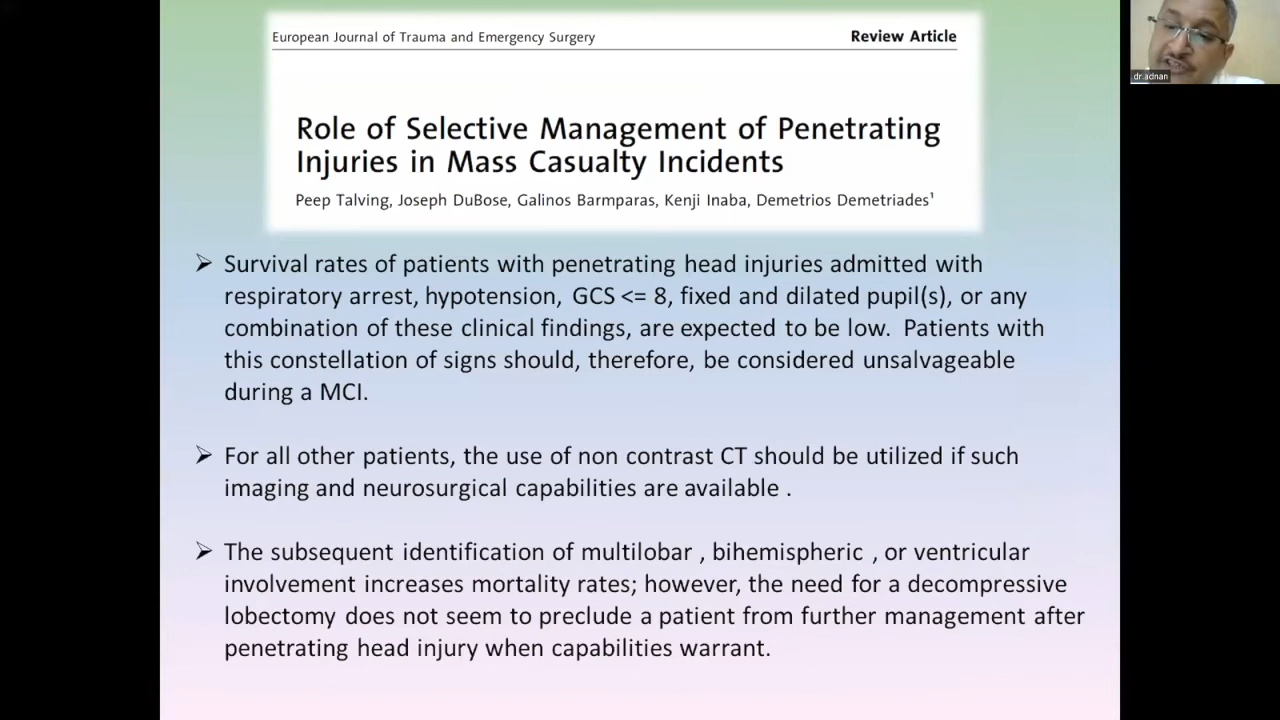 European Journal of Trauma and Emergency Surgery
Review Article
Role of Selective Management of Penetrating
Injuries in Mass Casualty Incidents
Peep Talving, Joseph DuBose, Galinos Barmparas, Kenji Inaba, Demetrios Demetriades¹
➢ Survival rates of patients with penetrating head injuries admitted with
respiratory arrest, hypotension, GCS <= 8, fixed and dilated pupil(s), or any
combination of these clinical findings, are expected to be low. Patients with
this constellation of signs should, therefore, be considered unsalvageable
during a MCI.
➢ For all other patients, the use of non contrast CT should be utilized if such
imaging and neurosurgical capabilities are available .
➢ The subsequent identification of multilobar , bihemispheric , or ventricular
involvement increases mortality rates; however, the need for a decompressive
lobectomy does not seem to preclude a patient from further management after
penetrating head injury when capabilities warrant.
dr.adnan